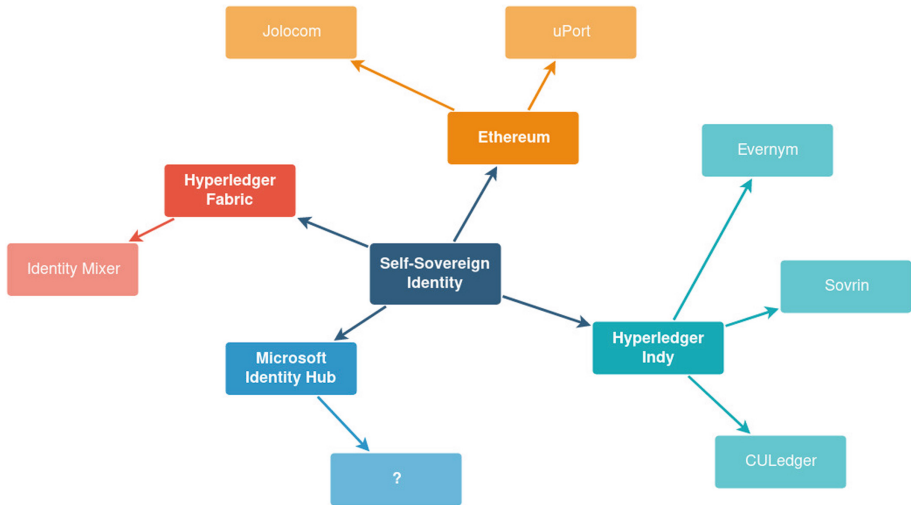 Jolocom
uPort
Ethereum
Evernym
Hyperledger
Fabric
Identity Mixer
Self-Sovereign
Identity
Sovrin
Hyperledger
Indy
Microsoft
Identity Hub
CULedger
?